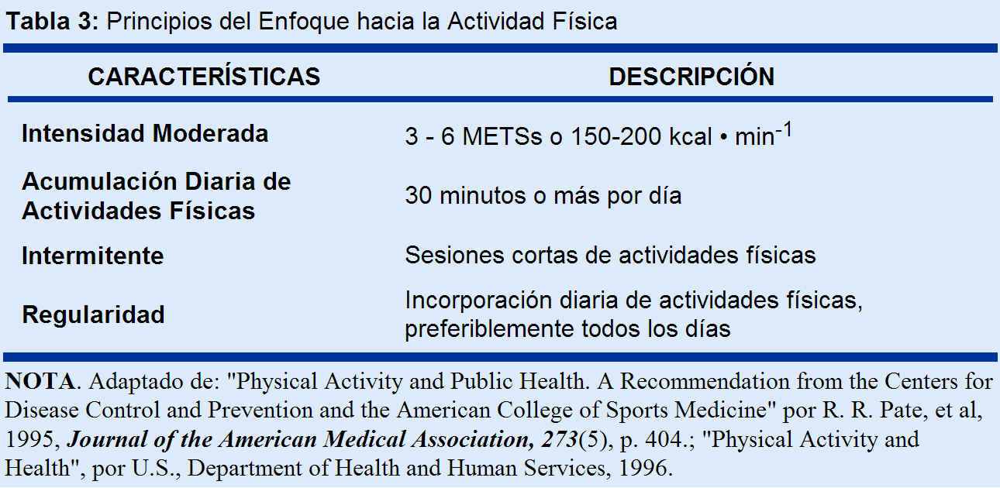 Tabla 3: Principios del Enfoque hacia la Actividad Física
CARACTERÍSTICAS DESCRIPCIÓN
Intensidad Moderada 3 - 6 METSs o 150-200 kcal • min-1
Acumulación Diaria de
Actividades Físicas 30 minutos o más por día
Intermitente Sesiones cortas de actividades físicas
Regularidad Incorporación diaria de actividades físicas,
preferiblemente todos los días
NOTA. Adaptado de: "Physical Activity and Public Health. A Recommendation from the Centers for
Disease Control and Prevention and the American College of Sports Medicine" por R. R. Pate, et al,
1995, Journal of the American Medical Association, 273(5), p. 404.; "Physical Activity and
Health", por U.S., Department of Health and Human Services, 1996.